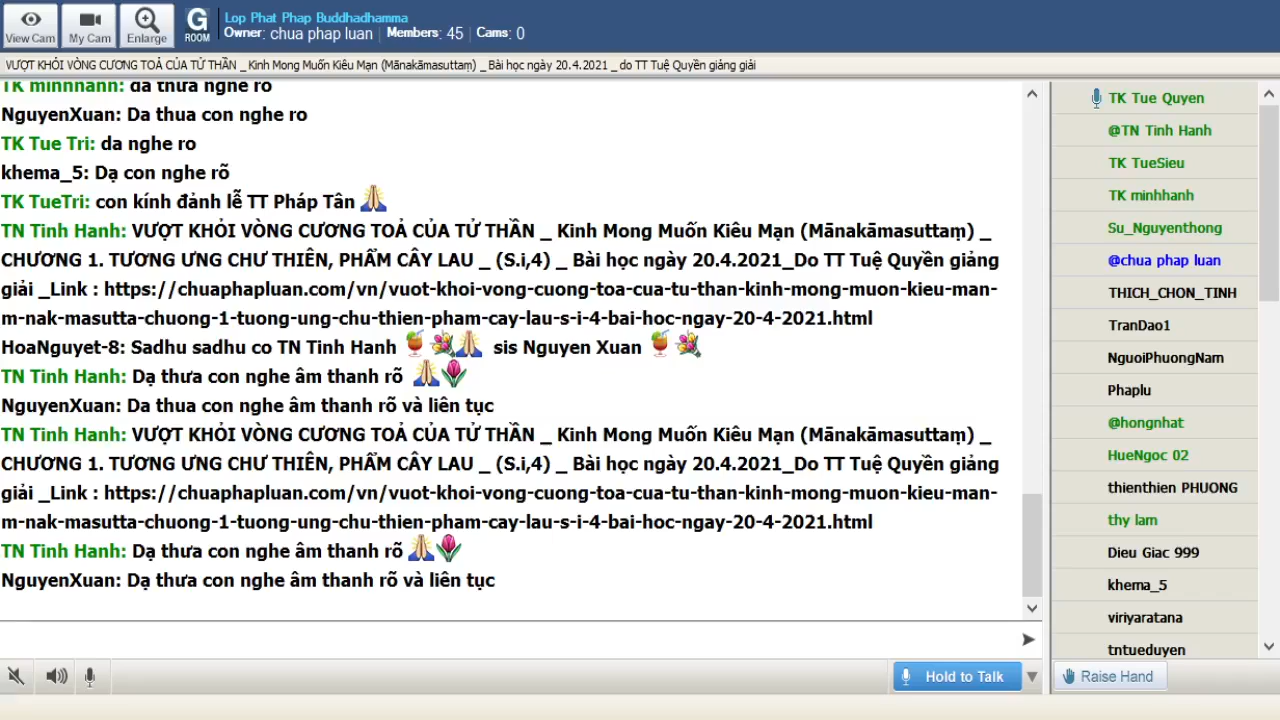 View Cam
My Cam
Enlarge
G
ROOM
Lop Phat Phap Buddhadhamma
Owner: chua phap luan Members: 45 Cams: 0
VƯỢT KHỎI VÒNG CƯƠNG TOẢ CỦA TỬ THẦN _ Kinh Mong Muốn Kiêu Mạn (Mānakāmasuttaṃ) _ Bài học ngày 20.4.2021 _ do TT Tuệ Quyền giảng giải
TK minhhanh: da thưa nghe ro
NguyenXuan: Da thua con nghe ro
TK Tue Tri: da nghe ro
khema_5: Dạ con nghe rõ
TK TueTri: con kính đảnh lễ TT Pháp Tân
TN Tinh Hanh: VƯỢT KHỎI VÒNG CƯƠNG TOẢ CỦA TỬ THẦN _ Kinh Mong Muốn Kiêu Mạn (Mānakāmasuttaṃ) _
CHƯƠNG 1. TƯƠNG ƯNG CHƯ THIÊN, PHẨM CÂY LAU _ (S.i,4) _ Bài học ngày 20.4.2021_Do TT Tuệ Quyền giảng
giải _Link : https://chuaphapluan.com/vn/vuot-khoi-vong-cuong-toa-cua-tu-than-kinh-mong-muon-kieu-man-
m-nak-masutta-chuong-1-tuong-ung-chu-thien-pham-cay-lau-s-i-4-bai-hoc-ngay-20-4-2021.html
HoaNguyet-8: Sadhu sadhu co TN Tinh Hanh sis Nguyen Xuan
TN Tinh Hanh: Dạ thưa con nghe âm thanh rõ
NguyenXuan: Da thua con nghe âm thanh rõ và liên tục
TN Tinh Hanh: VƯỢT KHỎI VÒNG CƯƠNG TOẢ CỦA TỬ THẦN _ Kinh Mong Muốn Kiêu Mạn (Mānakāmasuttaṃ) _
CHƯƠNG 1. TƯƠNG ƯNG CHƯ THIÊN, PHẨM CÂY LAU _ (S.i,4) _ Bài học ngày 20.4.2021_Do TT Tuệ Quyền giảng
giải _Link : https://chuaphapluan.com/vn/vuot-khoi-vong-cuong-toa-cua-tu-than-kinh-mong-muon-kieu-man-
m-nak-masutta-chuong-1-tuong-ung-chu-thien-pham-cay-lau-s-i-4-bai-hoc-ngay-20-4-2021.html
TN Tinh Hanh: Dạ thưa con nghe âm thanh rõ
NguyenXuan: Dạ thưa con nghe âm thanh rõ và liên tục
TK Tue Quyen
@TN Tinh Hanh
TK TueSieu
TK minhhanh
Su_Nguyenthong
@chua phap luan
THICH_CHON_TINH
TranDao1
NguoiPhuongNam
Phaplu
@hongnhat
HueNgoc 02
thienthien PHUONG
thy lam
Dieu Giac 999
khema_5
viriyaratana
tntueduyen
Hold to Talk
Raise Hand